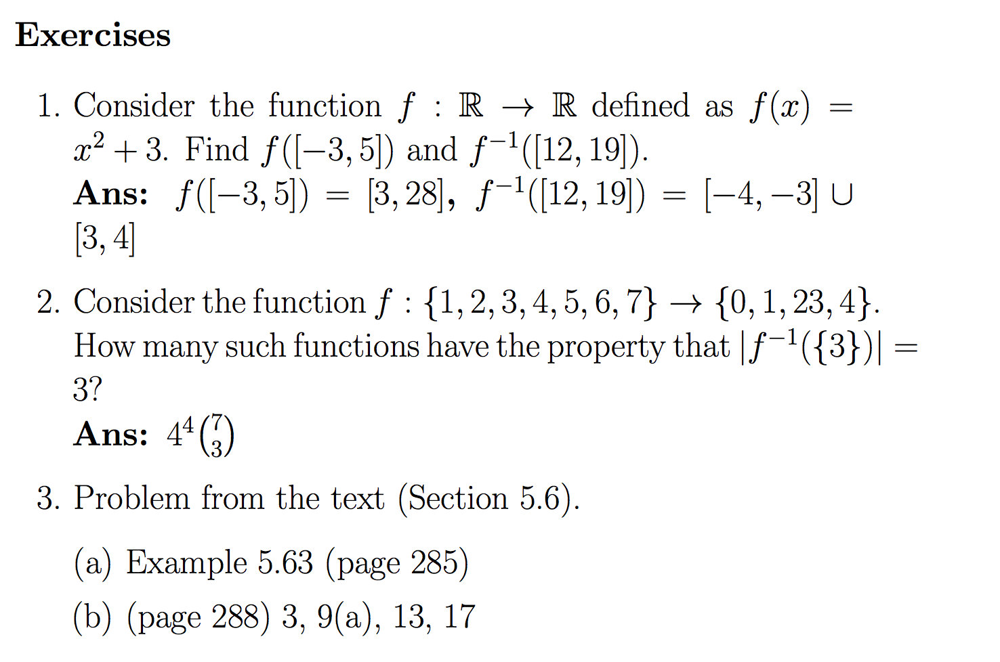 Exercises
1. Consider the function f : ℝ → ℝ defined as f(x) =
x² + 3. Find f([−3, 5]) and f⁻¹([12, 19]).
Ans: f([−3, 5]) = [3, 28], f⁻¹([12, 19]) = [−4, −3] ∪
[3, 4]
2. Consider the function f : {1, 2, 3, 4, 5, 6, 7} → {0, 1, 23, 4}.
How many such functions have the property that |f⁻¹({3})| =
3?
Ans: 4⁴(7 3)
3. Problem from the text (Section 5.6).
(a) Example 5.63 (page 285)
(b) (page 288) 3, 9(a), 13, 17